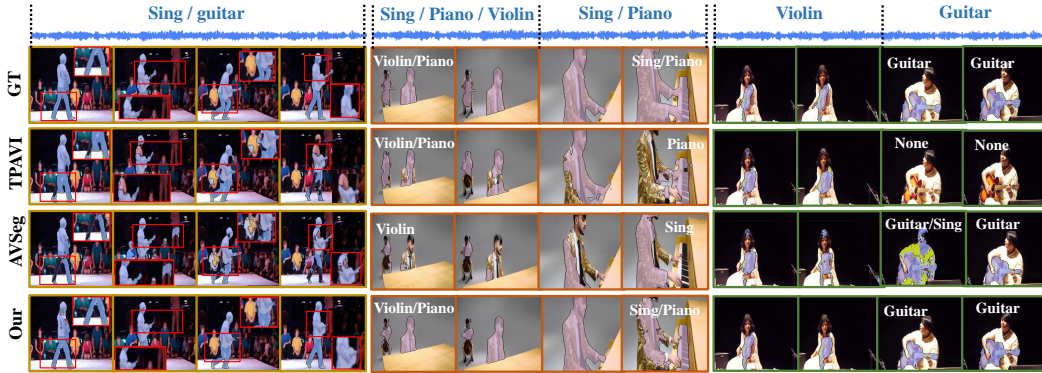 Sing / guitar
Sing / Piano / Violin
Sing / Piano
Violin
Guitar
GT
Violin/Piano
Sing/Piano
Guitar
Guitar
TPAVI
Violin/Piano
Piano
None
None
AVSeg
Violin
Sing
Guitar/Sing
Guitar
Our
Violin/Piano
Sing/Piano
Guitar
Guitar